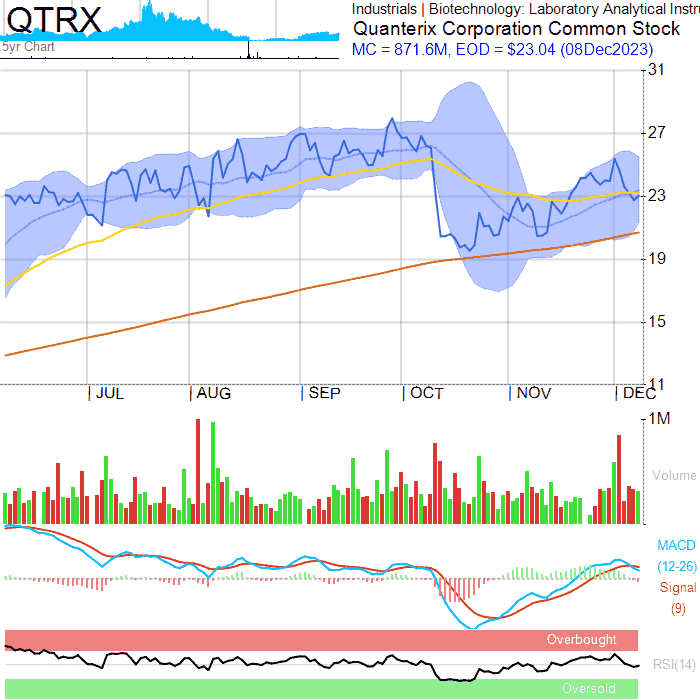 QTRX
5yr Chart
Industrials | Biotechnology: Laboratory Analytical Instru
Quanterix Corporation Common Stock
MC = 871.6M, EOD = $23.04 (08Dec2023)
31
27
23
19
15
11
JUL
AUG
SEP
OCT
NOV
DEC
1M
Volume
MACD
(12-26)
Signal
(9)
Overbought
RSI(14)
Oversold